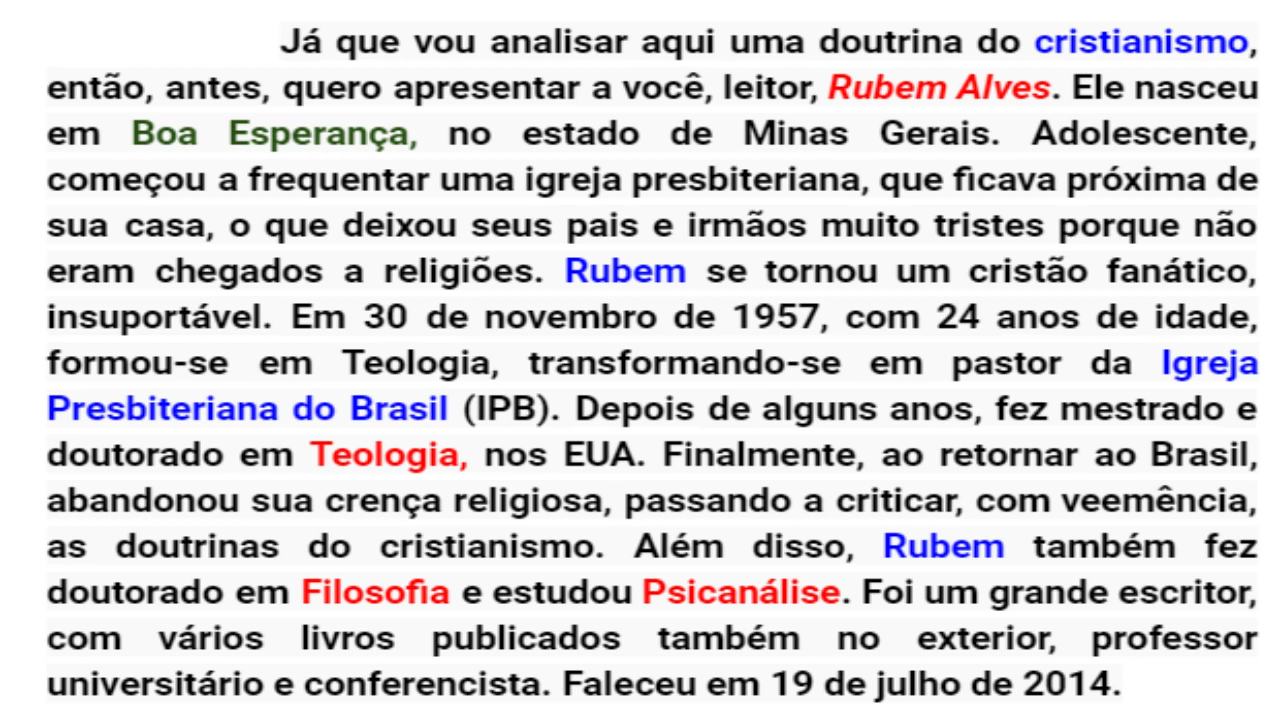 Já que vou analisar aqui uma doutrina do cristianismo,
então, antes, quero apresentar a você, leitor, Rubem Alves. Ele nasceu
em Boa Esperança, no estado de Minas Gerais. Adolescente,
começou a frequentar uma igreja presbiteriana, que ficava próxima de
sua casa, o que deixou seus pais e irmãos muito tristes porque não
eram chegados a religiões. Rubem se tornou um cristão fanático,
insuportável. Em 30 de novembro de 1957, com 24 anos de idade,
formou-se em Teologia, transformando-se em pastor da Igreja
Presbiteriana do Brasil (IPB). Depois de alguns anos, fez mestrado e
doutorado em Teologia, nos EUA. Finalmente, ao retornar ao Brasil,
abandonou sua crença religiosa, passando a criticar, com veemência,
as doutrinas do cristianismo. Além disso, Rubem também fez
doutorado em Filosofia e estudou Psicanálise. Foi um grande escritor,
com vários livros publicados também no exterior, professor
universitário e conferencista. Faleceu em 19 de julho de 2014.